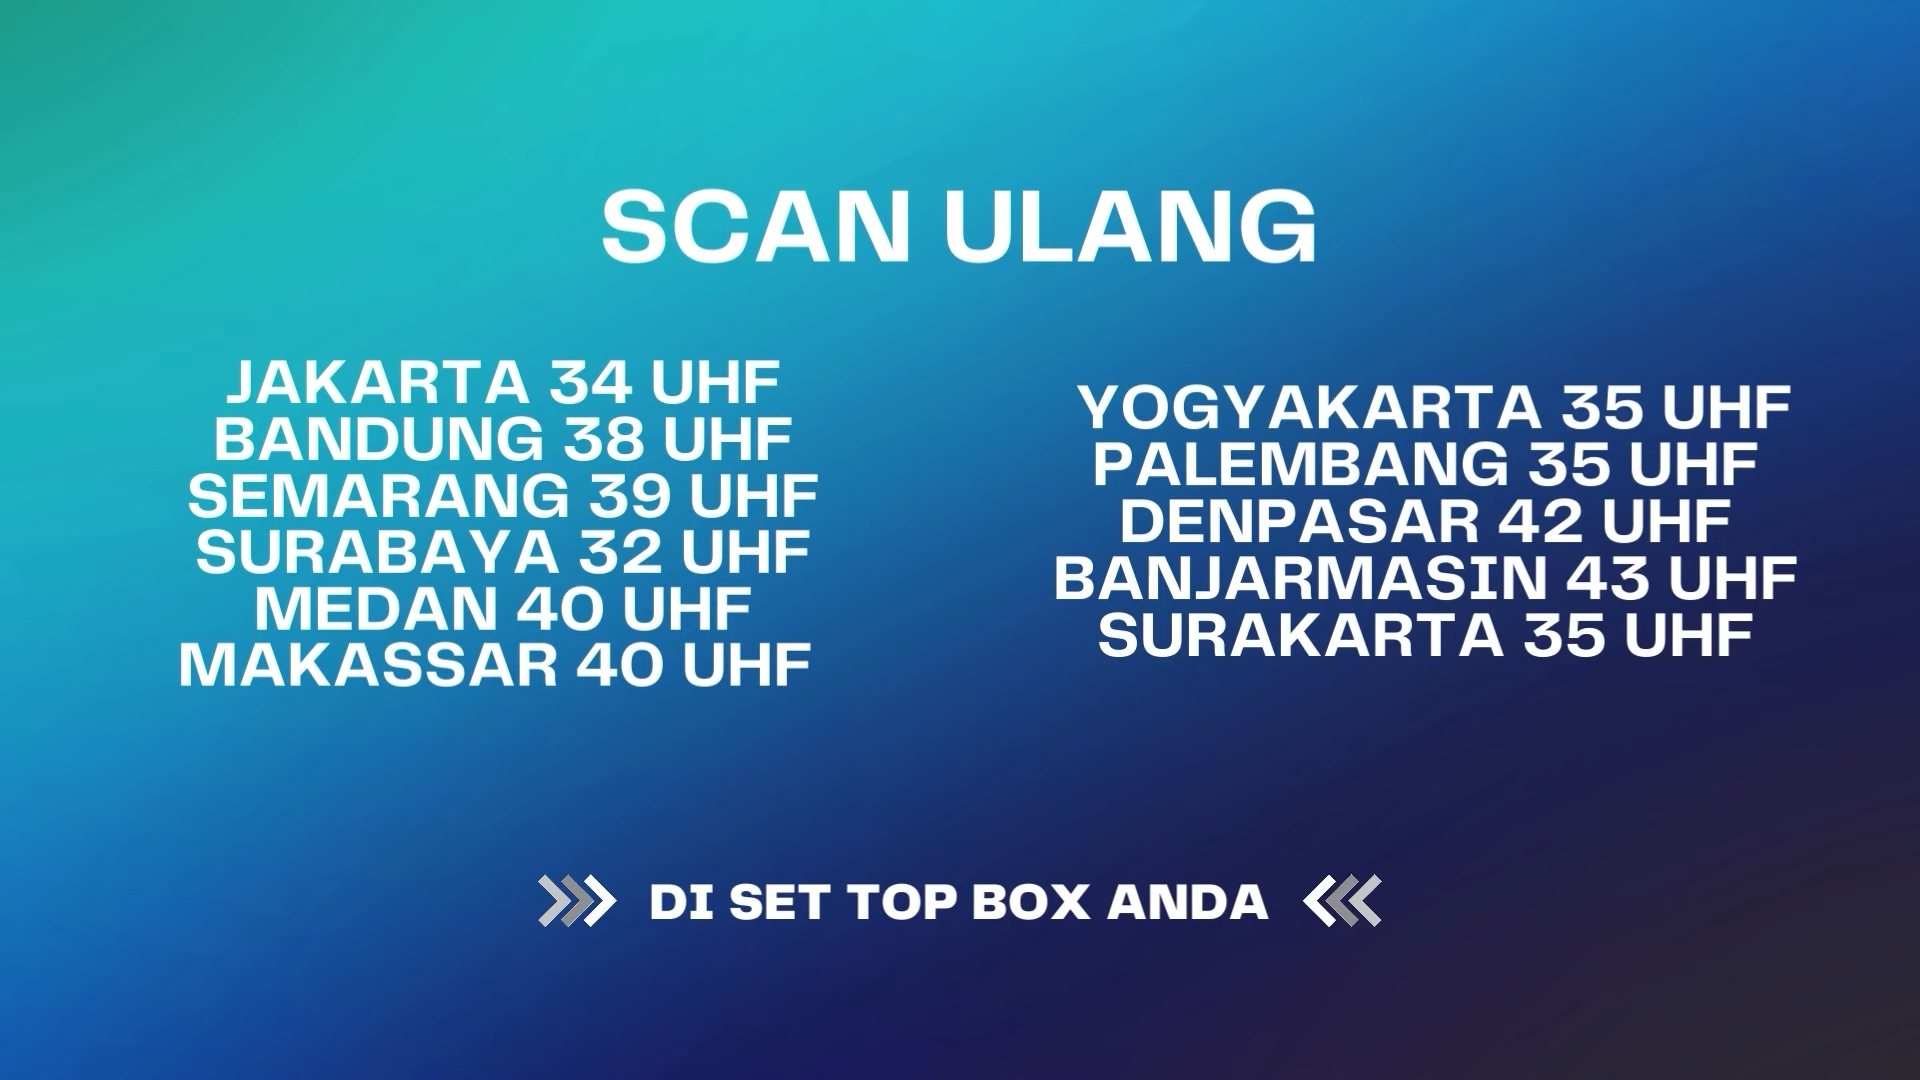 SCAN ULANG
JAKARTA 34 UHF
BANDUNG 38 UHF
SEMARANG 39 UHF
SURABAYA 32 UHF
MEDAN 40 UHF
MAKASSAR 40 UHF
YOGYAKARTA 35 UHF
PALEMBANG 35 UHF
DENPASAR 42 UHF
BANJARMASIN 43 UHF
SURAKARTA 35 UHF
DI SET TOP BOX ANDA